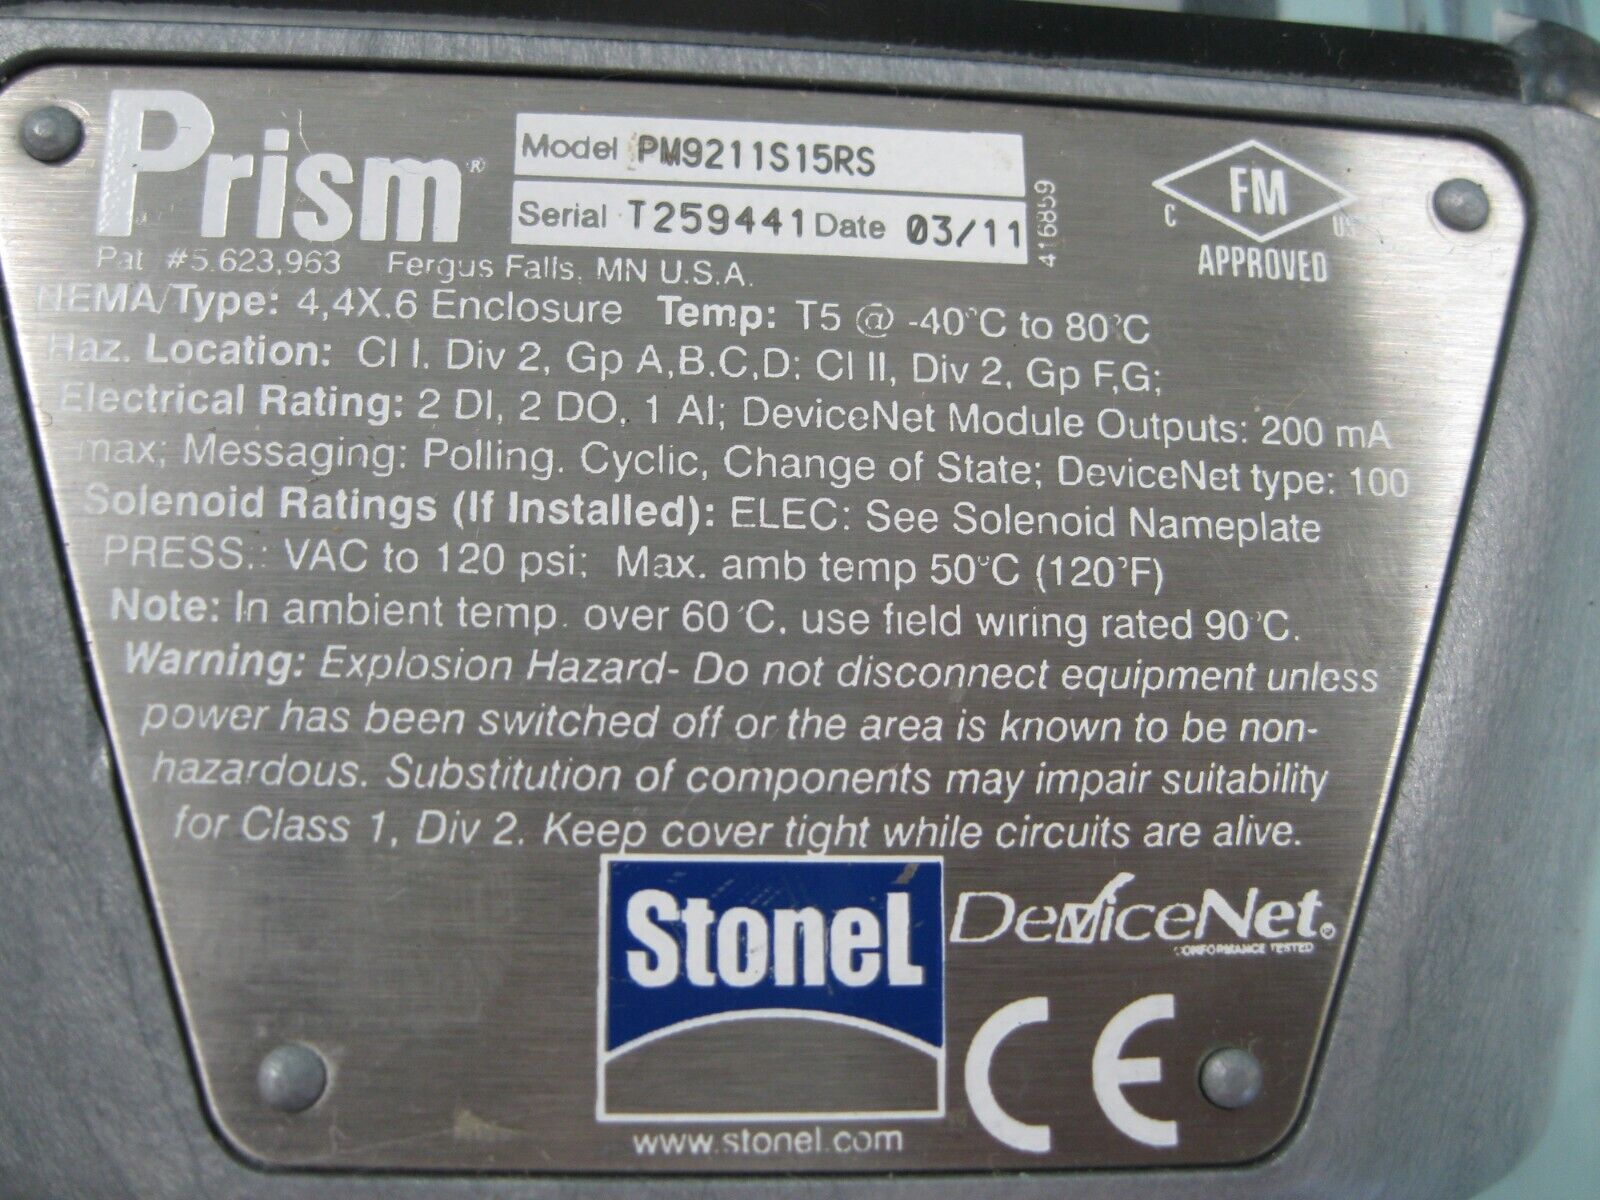 Prism®
Model PM9211S15RS
Serial T259441 Date 03/11
416859
C FM US
APPROVED
Pat #5.623,963 Fergus Falls, MN U.S.A.
NEMA/Type: 4,4X,6 Enclosure Temp: T5 @ -40°C to 80°C
Haz. Location: Cl I. Div 2, Gp A,B,C,D: Cl II, Div 2, Gp F,G;
Electrical Rating: 2 DI, 2 DO, 1 AI; DeviceNet Module Outputs: 200 mA
max; Messaging: Polling. Cyclic, Change of State; DeviceNet type: 100
Solenoid Ratings (If Installed): ELEC: See Solenoid Nameplate
PRESS.: VAC to 120 psi; Max. amb temp 50°C (120°F)
Note: In ambient temp. over 60°C, use field wiring rated 90°C.
Warning: Explosion Hazard- Do not disconnect equipment unless
power has been switched off or the area is known to be non-
hazardous. Substitution of components may impair suitability
for Class 1, Div 2. Keep cover tight while circuits are alive.
StoneL
DeviceNet®
CONFORMANCE TESTED
CE
www.stonel.com